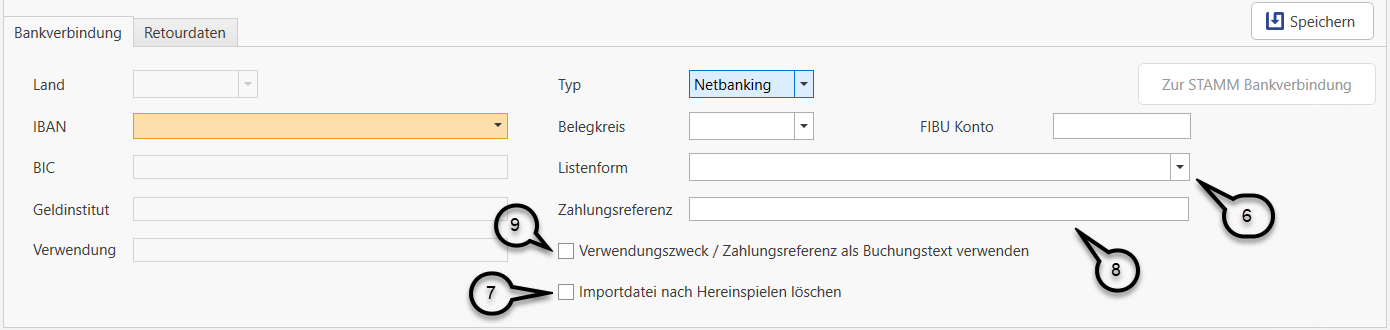 Speichern
Bankverbindung Retourdaten
Land Typ Netbanking Zur STAMM Bankverbindung
IBAN Belegkreis FIBU Konto
BIC Listenform
Geldinstitut Zahlungsreferenz 6
9
Verwendung Verwendungszweck / Zahlungsreferenz als Buchungstext verwenden
8
7 Importdatei nach Hereinspielen löschen